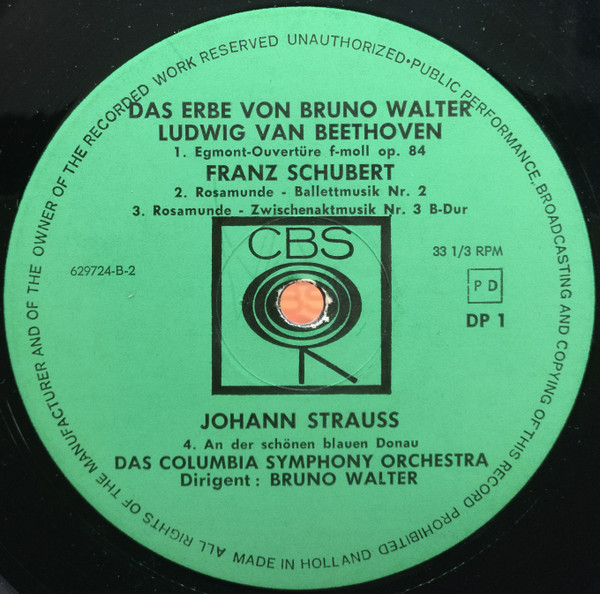 ALL RIGHTS OF THE MANUFACTURER AND OF THE OWNER OF THE RECORDED WORK RESERVED UNAUTHORIZED•PUBLIC PERFORMANCE.BROADCASTING AND COPYING OF THIS RECORD PROHIBITED
DAS ERBE VON BRUNO WALTER
LUDWIG VAN BEETHOVEN
1. Egmont-Ouvertüre f-moll op. 84
FRANZ SCHUBERT
2. Rosamunde - Ballettmusik Nr. 2
3. Rosamunde - Zwischenaktmusik Nr. 3 B-Dur
CBS
33 1/3 RPM
629724-B-2
P D
DP 1
JOHANN STRAUSS
4. An der schönen blauen Donau
DAS COLUMBIA SYMPHONY ORCHESTRA
Dirigent: BRUNO WALTER
MADE IN HOLLAND